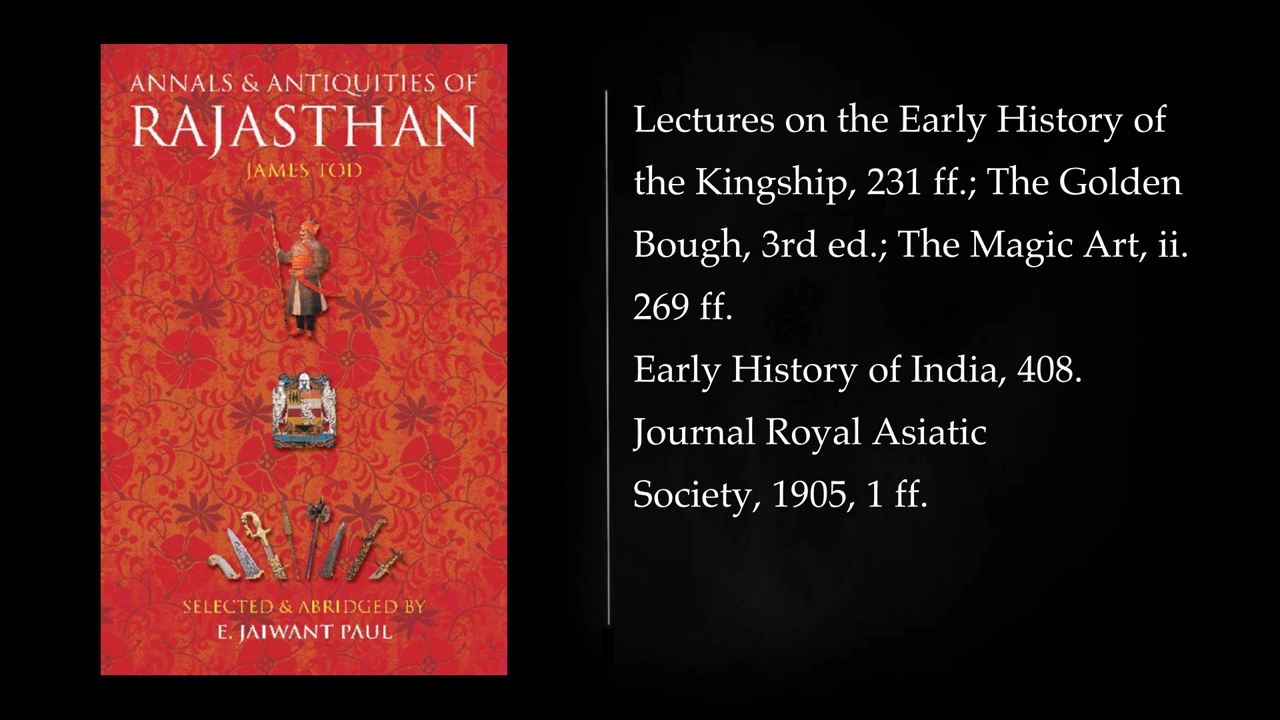 ANNALS & ANTIQUITIES OF
RAJASTHAN
JAMES TOD
SELECTED & ABRIDGED BY
E. JAIWANT PAUL
Lectures on the Early History of
the Kingship, 231 ff.; The Golden
Bough, 3rd ed.; The Magic Art, ii.
269 ff.
Early History of India, 408.
Journal Royal Asiatic
Society, 1905, 1 ff.